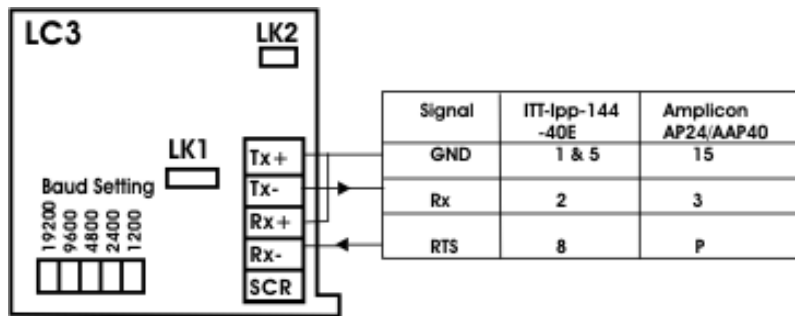 LC3
LK2
LK1
Baud Setting
19200
9600
4800
2400
1200
Tx+
Tx-
Rx+
Rx-
SCR
Signal ITT-Ipp-144 -40E Amplicon AP24/AAP40
GND 1 & 5 15
Rx 2 3
RTS 8 P